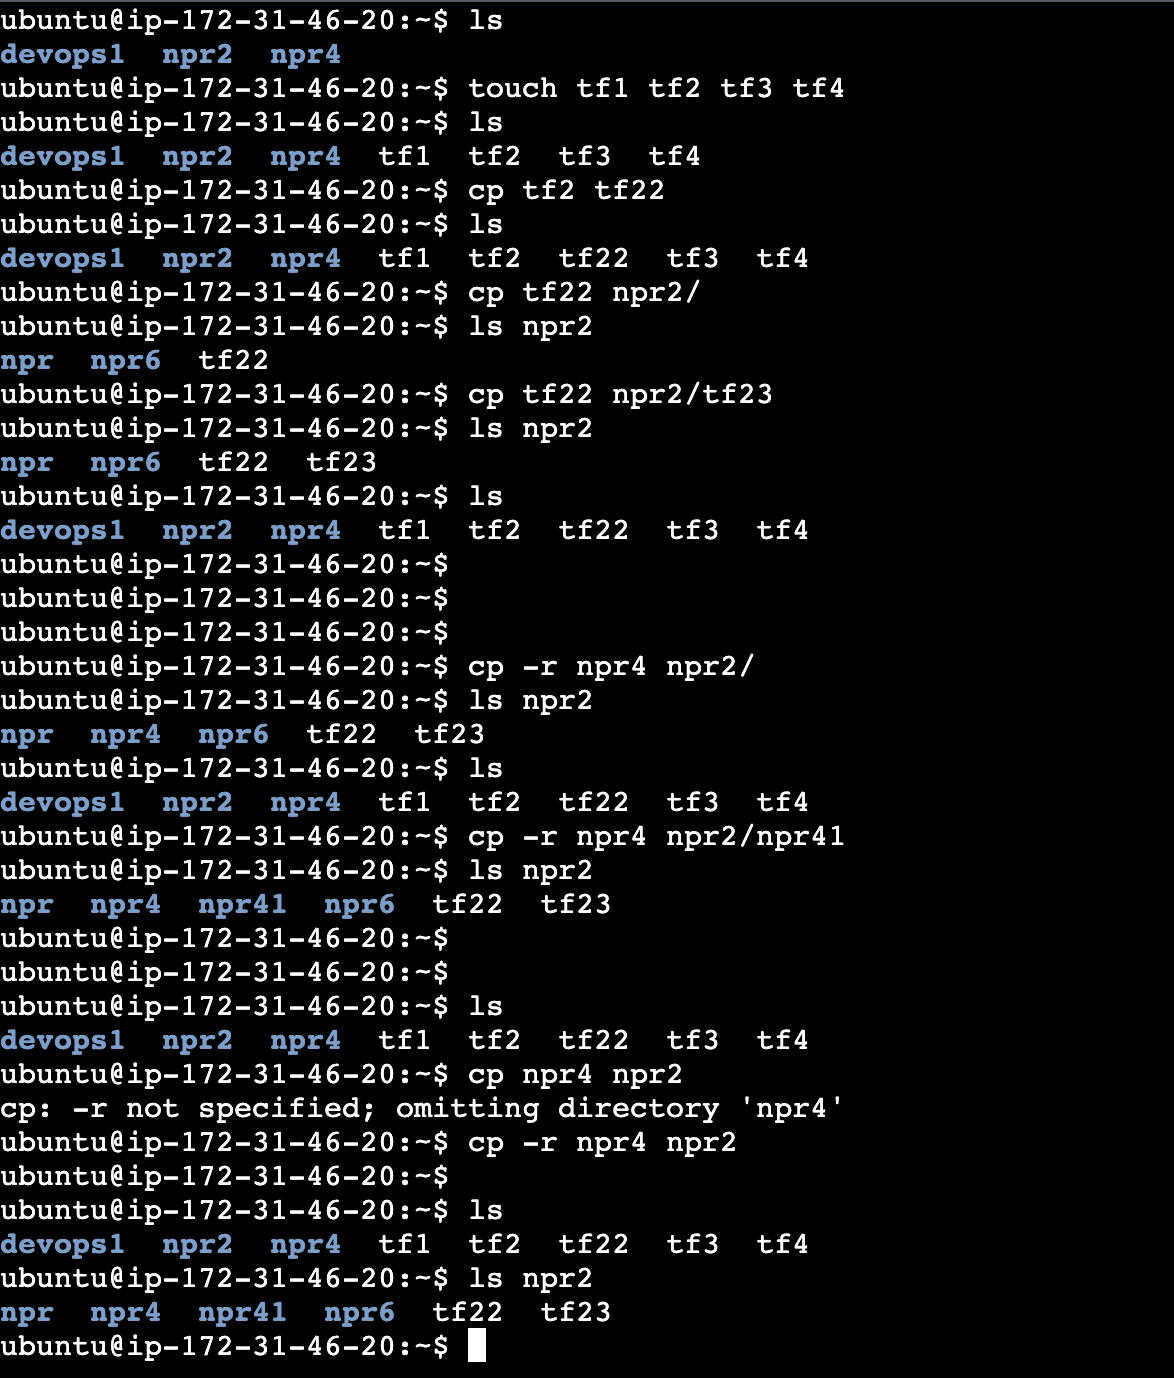 ubuntu@ip-172-31-46-20:~$ ls
devops1  npr2  npr4
ubuntu@ip-172-31-46-20:~$ touch tf1 tf2 tf3 tf4
ubuntu@ip-172-31-46-20:~$ ls
devops1  npr2  npr4  tf1  tf2  tf3  tf4
ubuntu@ip-172-31-46-20:~$ cp tf2 tf22
ubuntu@ip-172-31-46-20:~$ ls
devops1  npr2  npr4  tf1  tf2  tf22  tf3  tf4
ubuntu@ip-172-31-46-20:~$ cp tf22 npr2/
ubuntu@ip-172-31-46-20:~$ ls npr2
npr  npr6  tf22
ubuntu@ip-172-31-46-20:~$ cp tf22 npr2/tf23
ubuntu@ip-172-31-46-20:~$ ls npr2
npr  npr6  tf22  tf23
ubuntu@ip-172-31-46-20:~$ ls
devops1  npr2  npr4  tf1  tf2  tf22  tf3  tf4
ubuntu@ip-172-31-46-20:~$
ubuntu@ip-172-31-46-20:~$
ubuntu@ip-172-31-46-20:~$
ubuntu@ip-172-31-46-20:~$ cp -r npr4 npr2/
ubuntu@ip-172-31-46-20:~$ ls npr2
npr  npr4  npr6  tf22  tf23
ubuntu@ip-172-31-46-20:~$ ls
devops1  npr2  npr4  tf1  tf2  tf22  tf3  tf4
ubuntu@ip-172-31-46-20:~$ cp -r npr4 npr2/npr41
ubuntu@ip-172-31-46-20:~$ ls npr2
npr  npr4  npr41  npr6  tf22  tf23
ubuntu@ip-172-31-46-20:~$
ubuntu@ip-172-31-46-20:~$
ubuntu@ip-172-31-46-20:~$ ls
devops1  npr2  npr4  tf1  tf2  tf22  tf3  tf4
ubuntu@ip-172-31-46-20:~$ cp npr4 npr2
cp: -r not specified; omitting directory 'npr4'
ubuntu@ip-172-31-46-20:~$ cp -r npr4 npr2
ubuntu@ip-172-31-46-20:~$
ubuntu@ip-172-31-46-20:~$ ls
devops1  npr2  npr4  tf1  tf2  tf22  tf3  tf4
ubuntu@ip-172-31-46-20:~$ ls npr2
npr  npr4  npr41  npr6  tf22  tf23
ubuntu@ip-172-31-46-20:~$